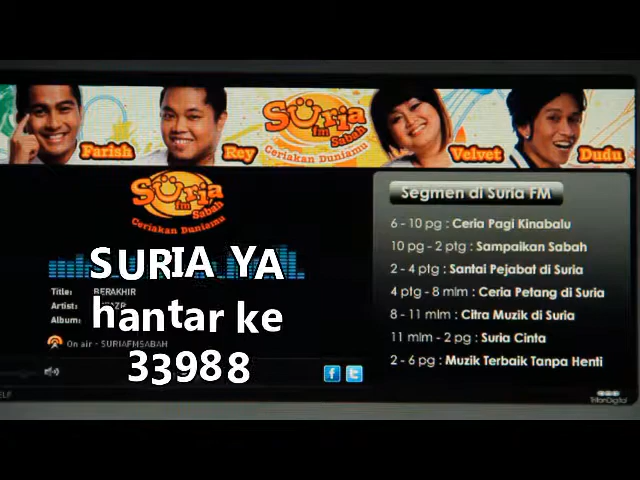 Suria
fm
Sabah
Ceriakan Duniamu
Farish
Rey
Velvet
Dudu
Suria
fm
Sabah
Ceriakan Duniamu
SURIA YA
hantar ke
33988
Title: BERAKHIR
Artist:
Album:
On air - SURIAFMSABAH
Segmen di Suria FM
6 - 10 pg : Ceria Pagi Kinabalu
10 pg - 2 ptg : Sampaikan Sabah
2 - 4 ptg : Santai Pejabat di Suria
4 ptg - 8 mlm : Ceria Petang di Suria
8 - 11 mlm : Citra Muzik di Suria
11 mlm - 2 pg : Suria Cinta
2 - 6 pg : Muzik Terbaik Tanpa Henti
TritonDigital